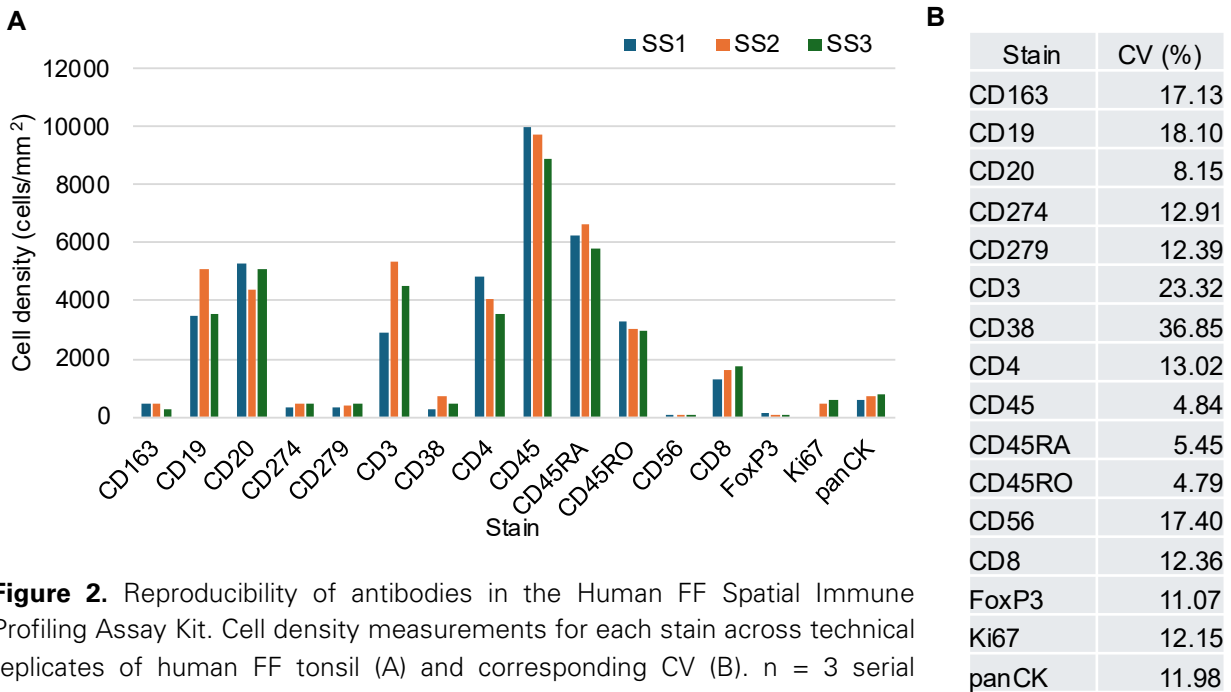 A
SS1 SS2 SS3
12000
10000
8000
6000
4000
2000
0
Cell density (cells/mm²)
CD163 CD19 CD20 CD274 CD279 CD3 CD38 CD4 CD45 CD45RA CD45RO CD56 CD8 FoxP3 Ki67 panCK
Stain
B
Stain CV (%)
CD163 17.13
CD19 18.10
CD20 8.15
CD274 12.91
CD279 12.39
CD3 23.32
CD38 36.85
CD4 13.02
CD45 4.84
CD45RA 5.45
CD45RO 4.79
CD56 17.40
CD8 12.36
FoxP3 11.07
Ki67 12.15
panCK 11.98
Figure 2. Reproducibility of antibodies in the Human FF Spatial Immune
Profiling Assay Kit. Cell density measurements for each stain across technical
replicates of human FF tonsil (A) and corresponding CV (B). n = 3 serial